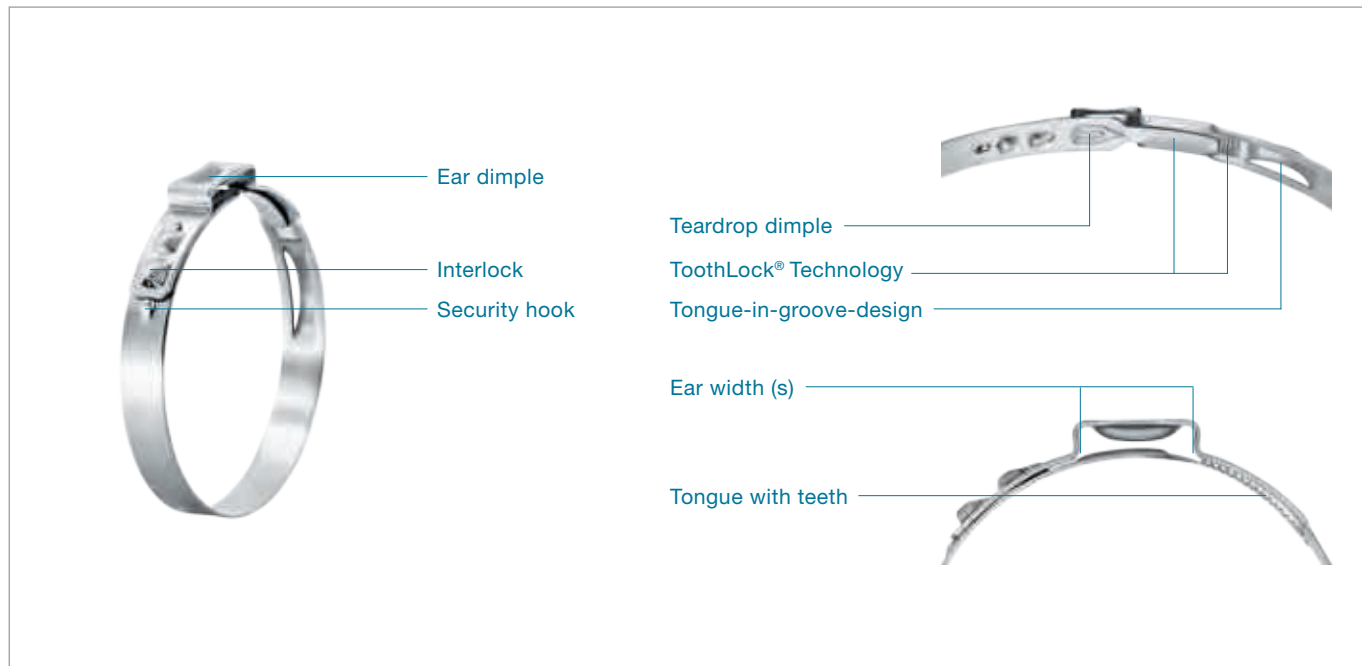 Ear dimple
Interlock
Security hook
Teardrop dimple
ToothLock® Technology
Tongue-in-groove-design
Ear width (s)
Tongue with teeth